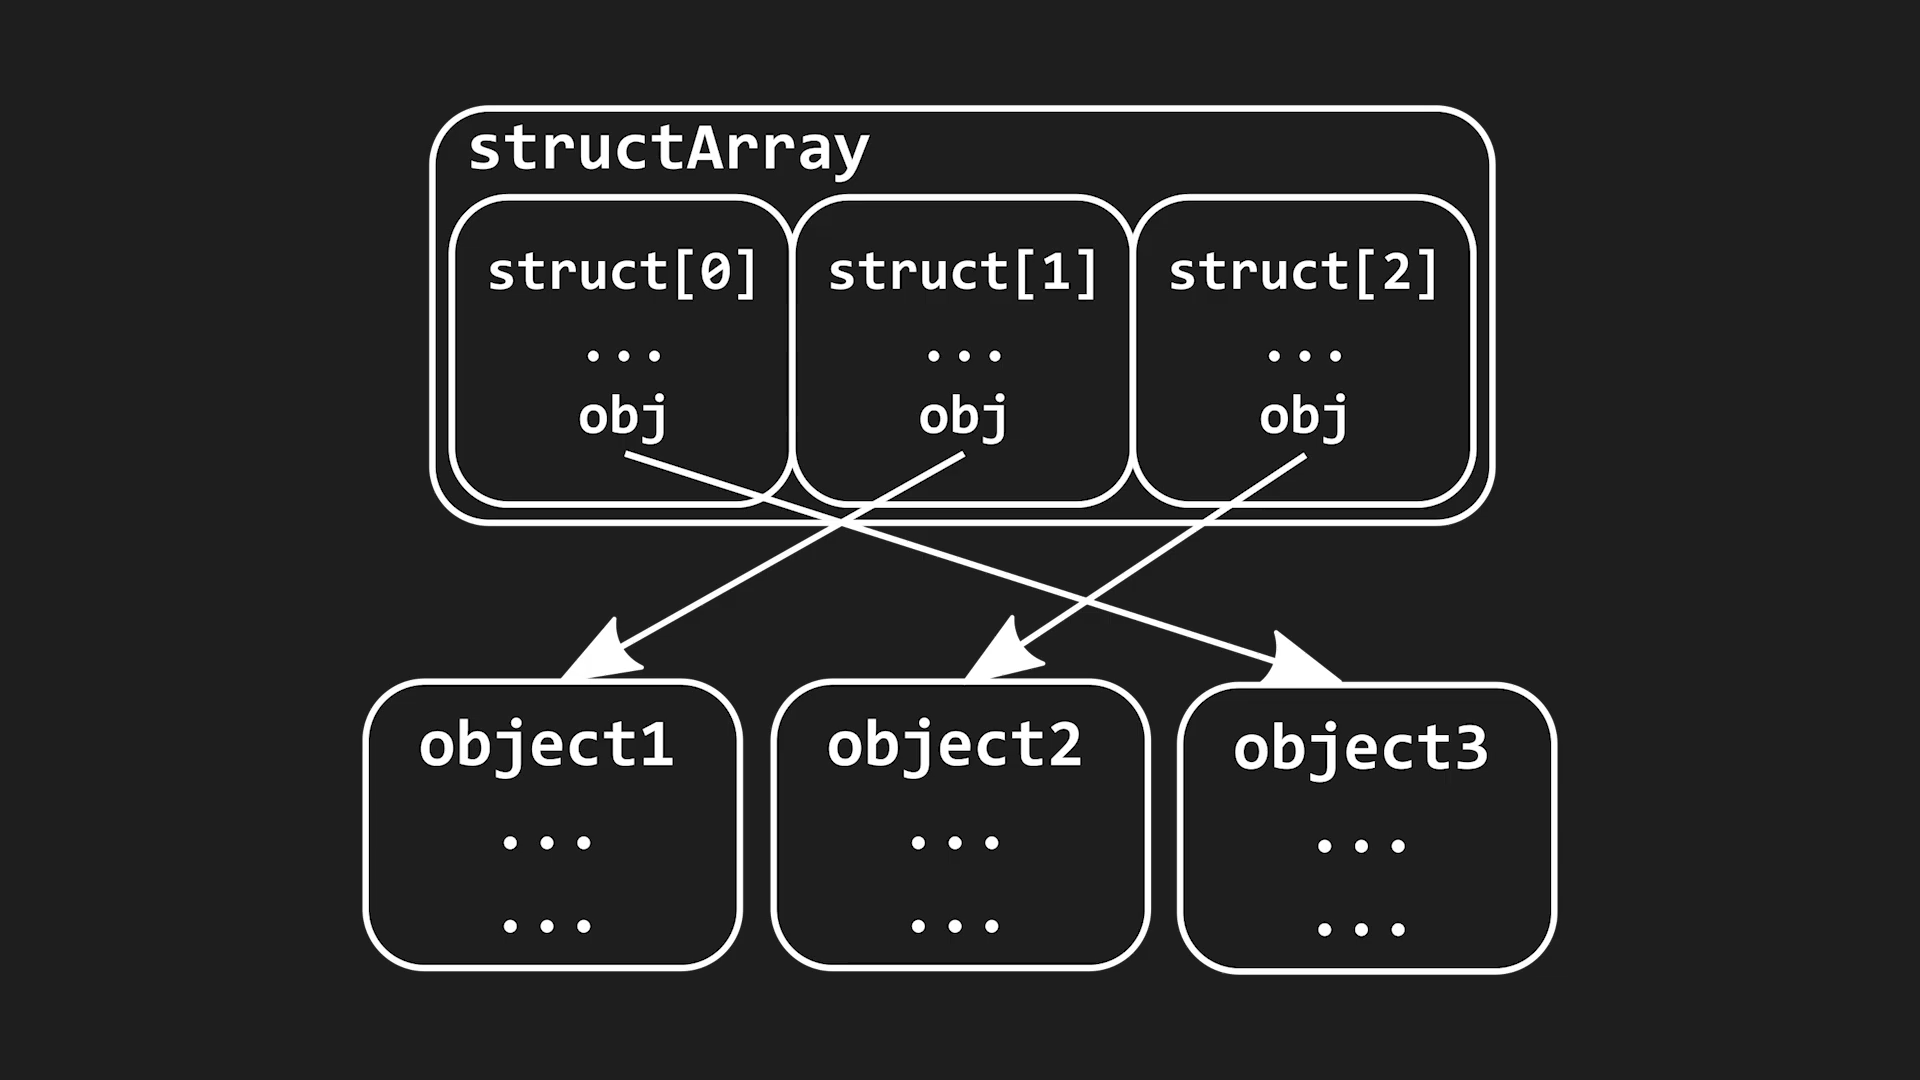 structArray
struct[0] struct[1] struct[2]
... ... ...
obj obj obj
object1 object2 object3
... ... ...
... ... ...